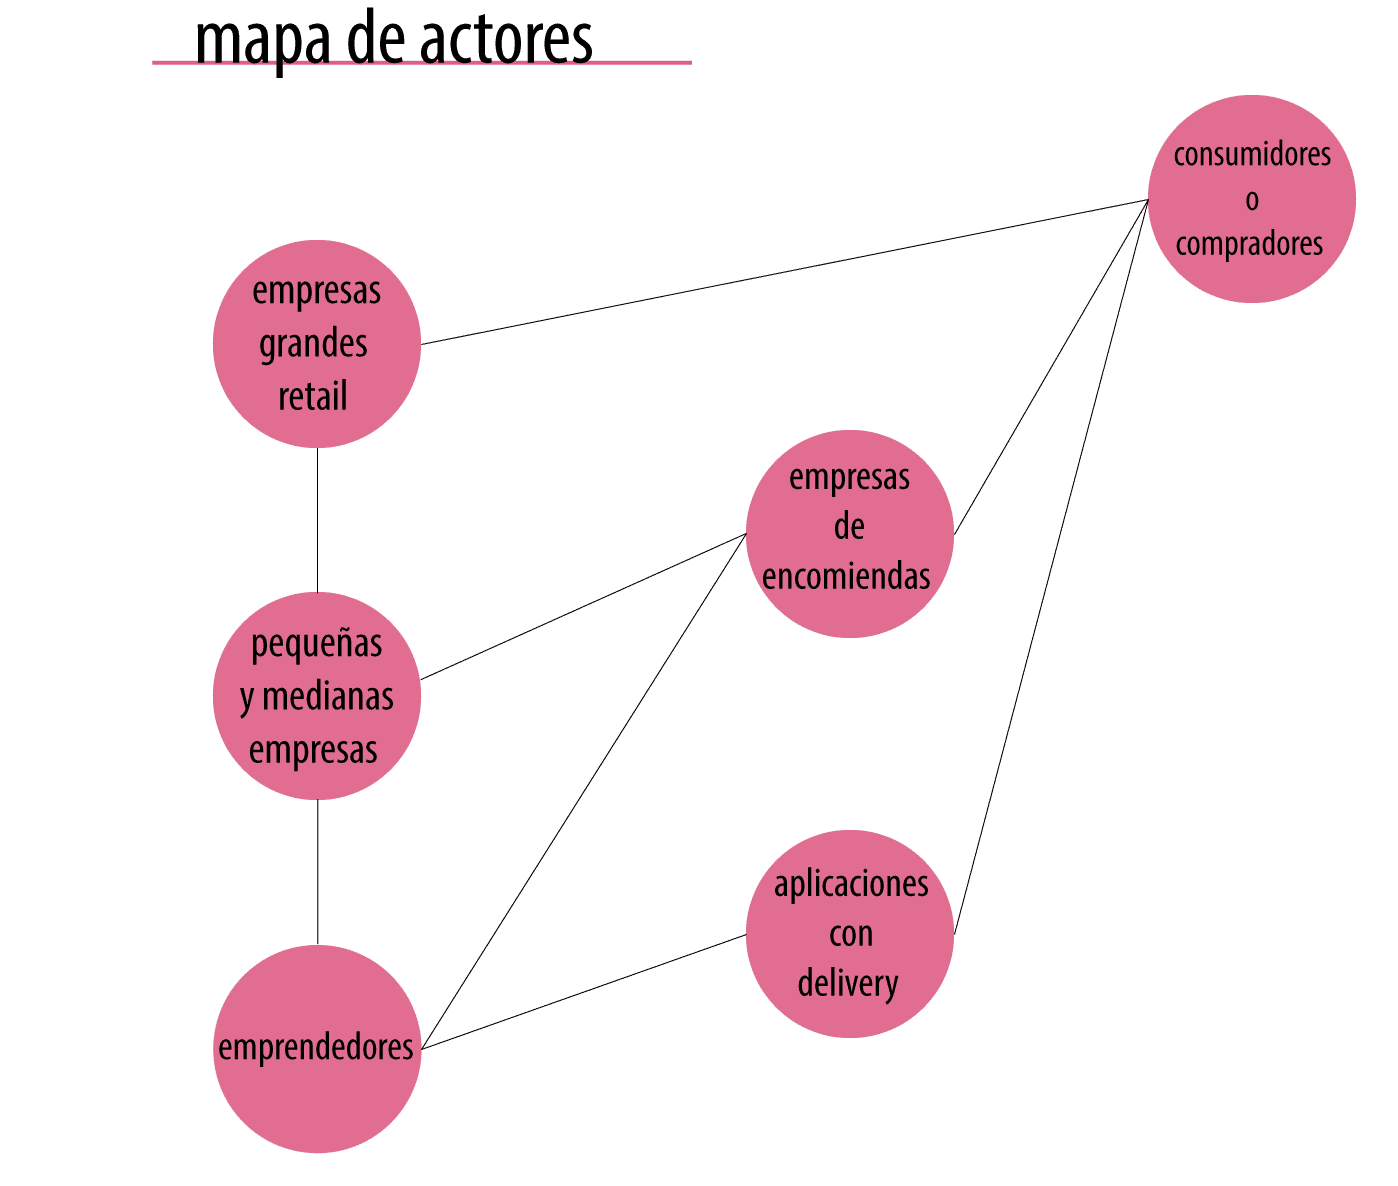 mapa de actores
consumidores
o
compradores
empresas
grandes
retail
empresas
de
encomiendas
pequeñas
y medianas
empresas
aplicaciones
con
delivery
emprendedores